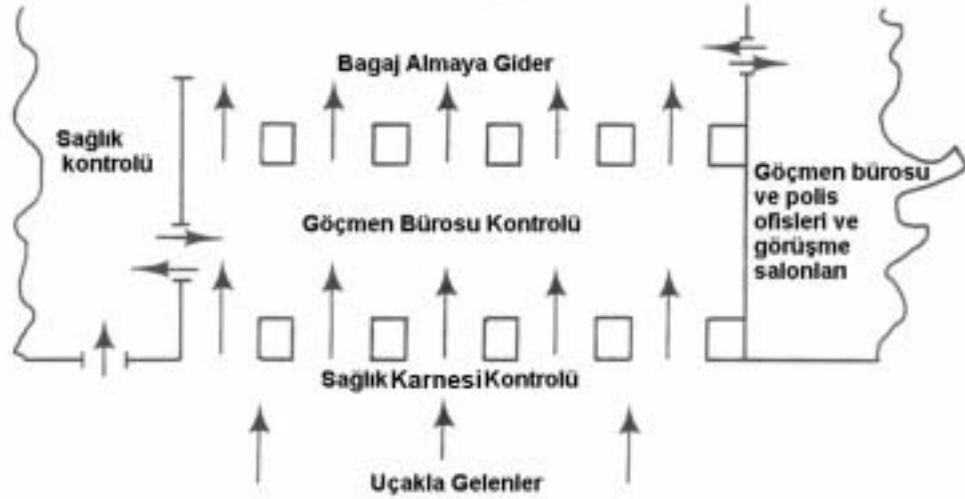 Bagaj Almaya Gider
Sağlık
kontrolü
Göçmen bürosu
ve polis
ofisleri ve
görüşme
salonları
Göçmen Bürosu Kontrolü
Sağlık Karnesi Kontrolü
Uçakla Gelenler